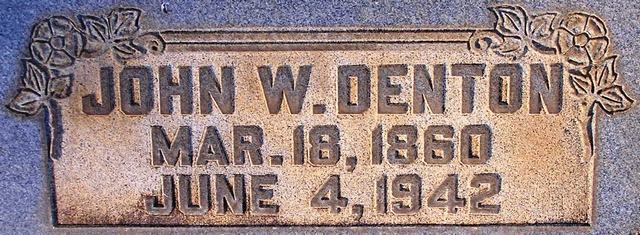 JOHN W. DENTON
MAR. 18, 1860
JUNE 4, 1942